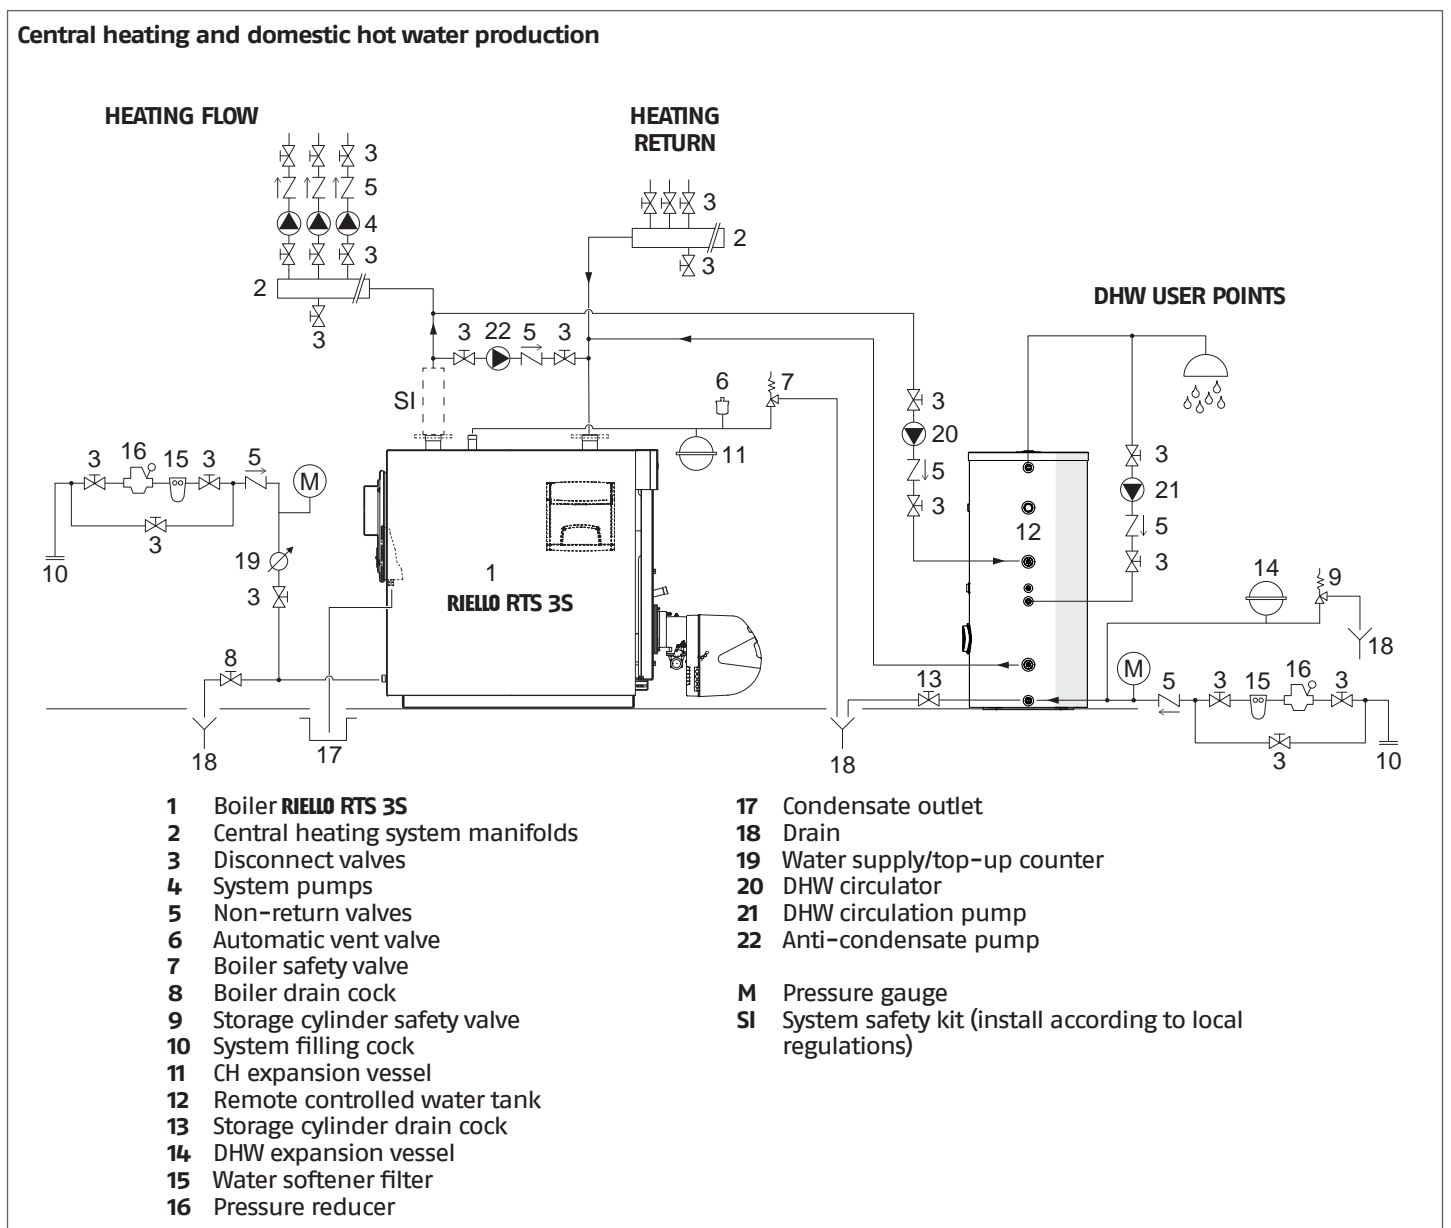 Central heating and domestic hot water production
HEATING FLOW
HEATING
RETURN
3
5
4
3
2
3
3
2
3
DHW USER POINTS
3 22 5 3
SI
6
7
11
3
20
5
3
12
3
21
5
3
3 16 15 3 5
M
3
10
19
3
1
RIELLO RTS 3S
8
18
17
14
9
18
M
13
5 3 15 16 3
3
10
18
1 Boiler RIELLO RTS 3S
2 Central heating system manifolds
3 Disconnect valves
4 System pumps
5 Non-return valves
6 Automatic vent valve
7 Boiler safety valve
8 Boiler drain cock
9 Storage cylinder safety valve
10 System filling cock
11 CH expansion vessel
12 Remote controlled water tank
13 Storage cylinder drain cock
14 DHW expansion vessel
15 Water softener filter
16 Pressure reducer
17 Condensate outlet
18 Drain
19 Water supply/top-up counter
20 DHW circulator
21 DHW circulation pump
22 Anti-condensate pump
M Pressure gauge
SI System safety kit (install according to local
regulations)